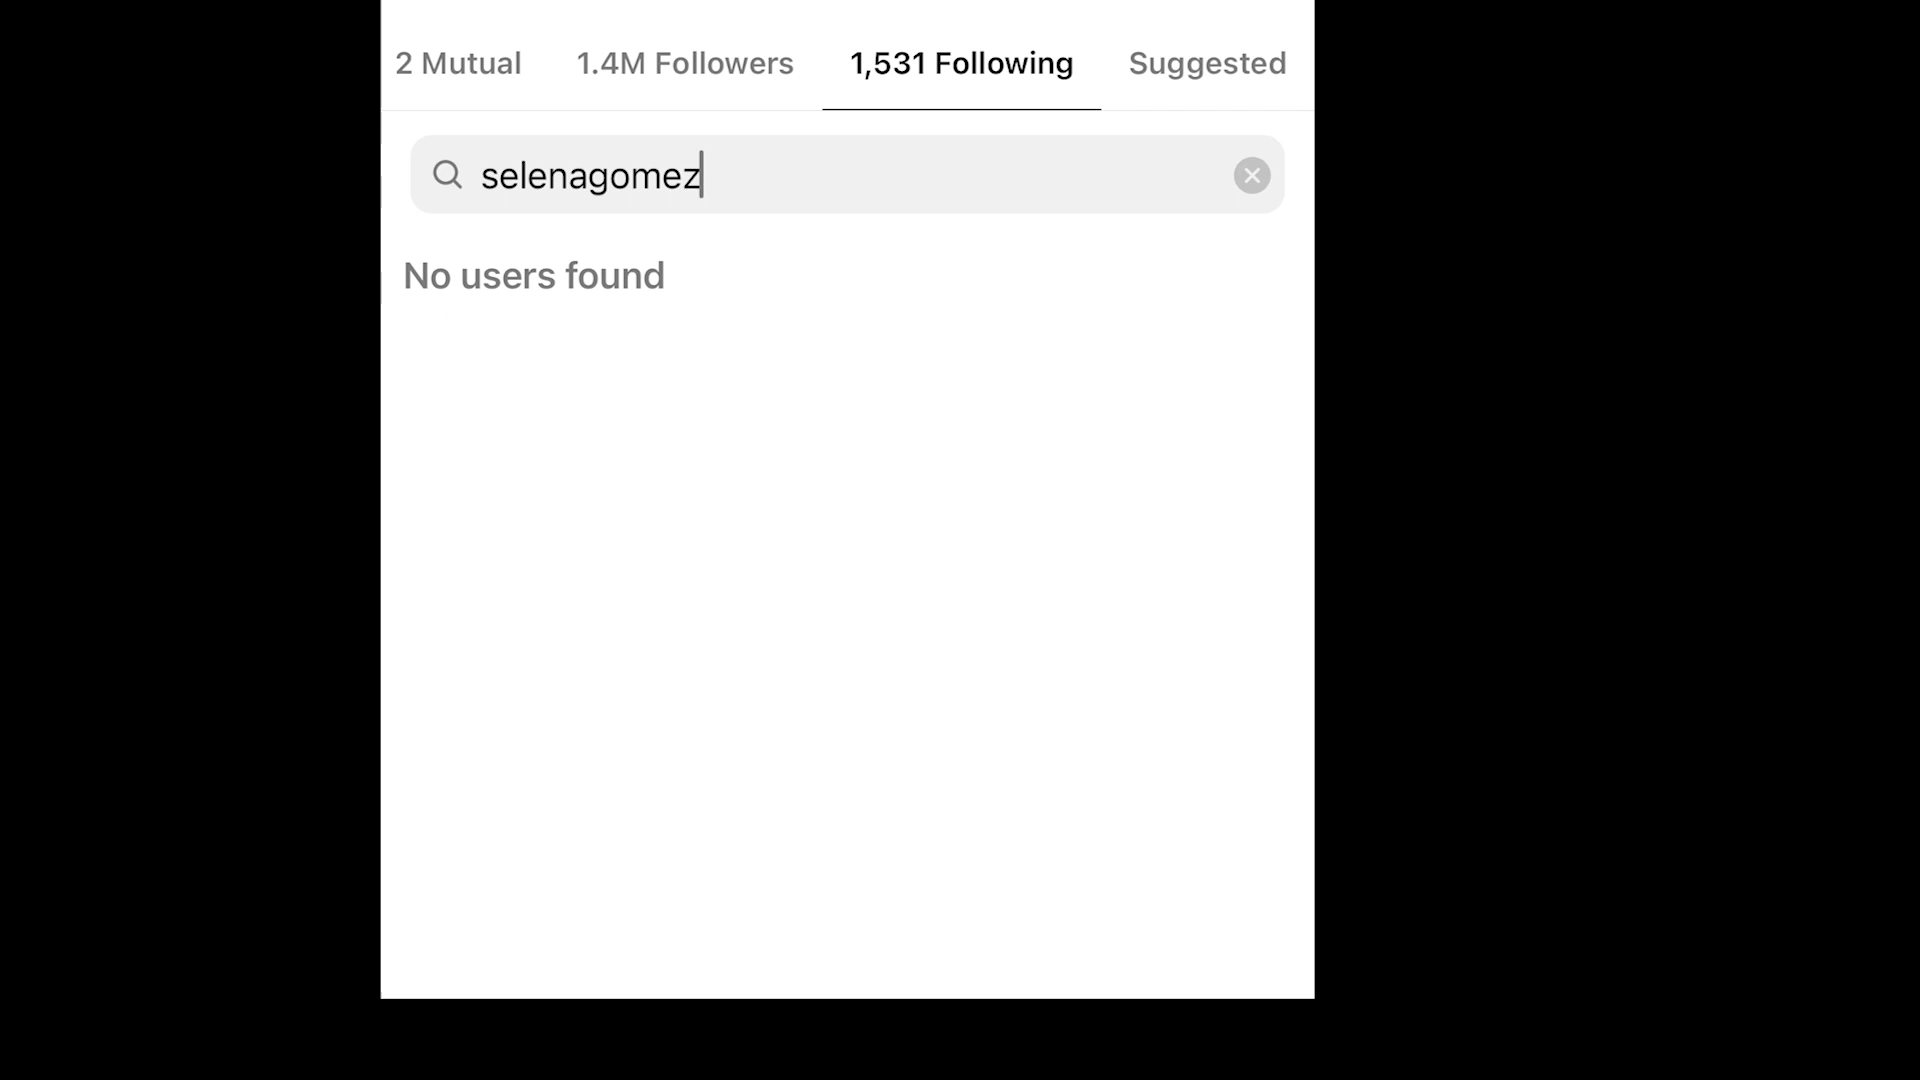 2 Mutual 1.4M Followers 1,531 Following Suggested
selenagomez
No users found